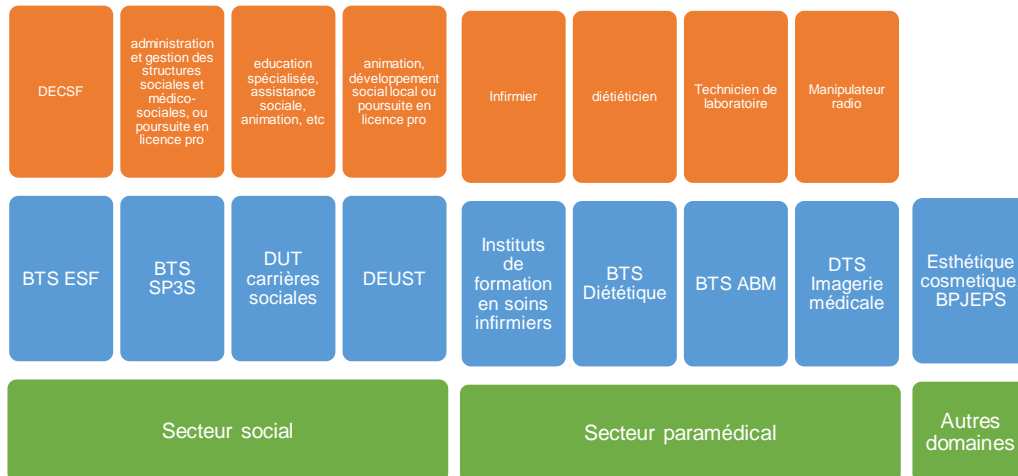 DECSF
administration
et gestion des
structures
sociales et
médico-
sociales, ou
poursuite en
licence pro
education
spécialisée,
assistance
sociale,
animation, etc
animation,
développement
social local ou
poursuite en
licence pro
Infirmier
diétiéticien
Technicien de
laboratoire
Manipulateur
radio
BTS ESF
BTS
SP3S
DUT
carrières
sociales
DEUST
Instituts
de
formation
en soins
infirmiers
BTS
Diététique
BTS ABM
DTS
Imagerie
médicale
Esthétique
cosmetique
BPJEPS
Secteur social
Secteur paramédical
Autres
domaines